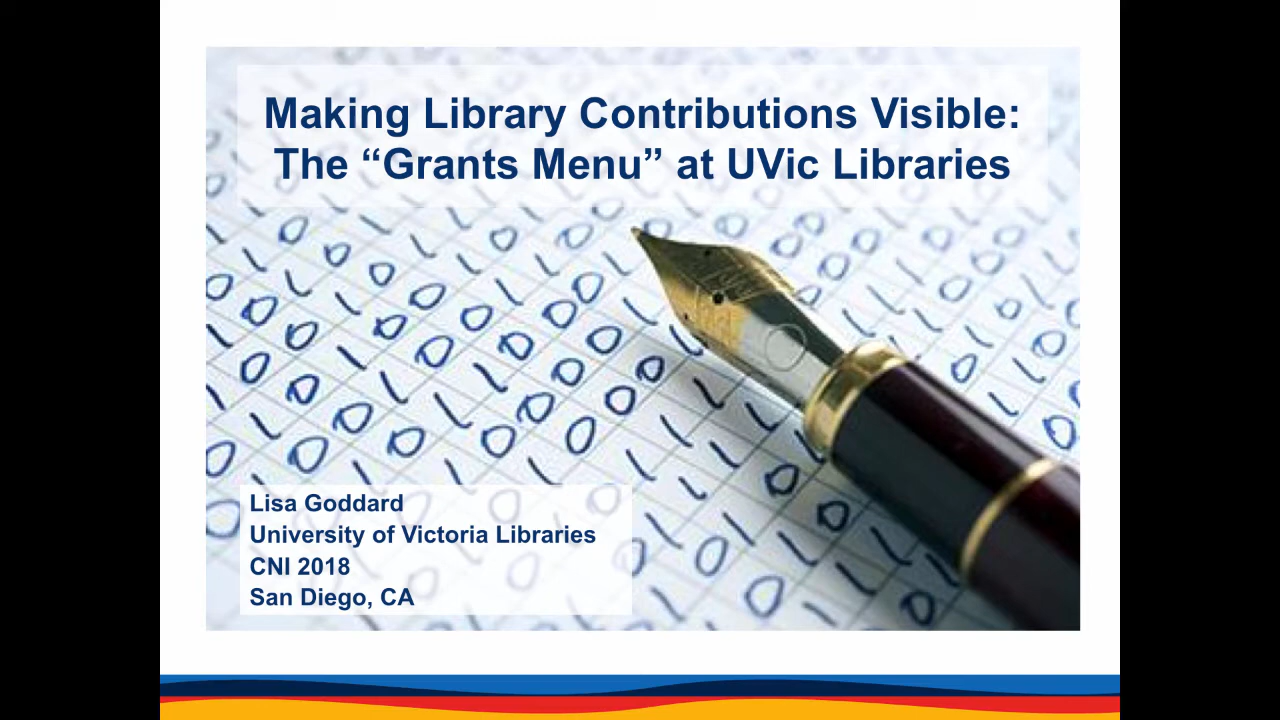 Making Library Contributions Visible:
The “Grants Menu” at UVic Libraries
Lisa Goddard
University of Victoria Libraries
CNI 2018
San Diego, CA